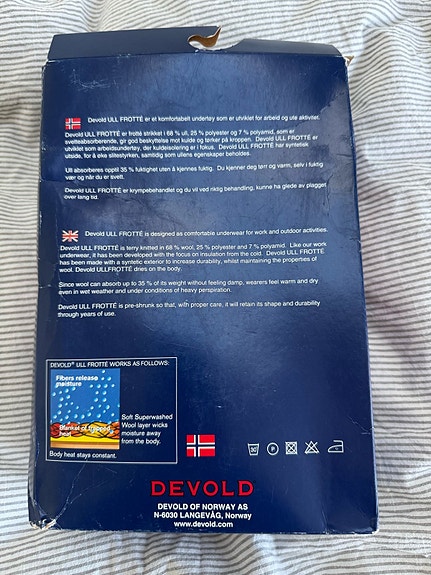 Devold ULL FROTTÉ er et komfortabelt undertøy som er utviklet for arbeid og ute aktivitet.
Devold ULL FROTTÉ er frotté strikket i 68 % ull, 25 % polyester og 7 % polyamid, som er
svetteabsorberende, gir god beskyttelse mot kulde og tørker på kroppen. Devold ULL FROTTÉ er
utviklet som arbeidsundertøy, der kuldeisolering er i fokus. Devold ULL FROTTÉ har syntetisk
utside, for å øke slitestyrken, samtidig som ullens egenskaper beholdes.
Ull absorberes opptil 35 % fuktighet uten å kjennes fuktig. Du kjenner deg tørr og varm, selv i fuktig
vær og når du er svett.
Devold ULL FROTTÉ er krympebehandlet og du vil ved riktig behandling, kunne ha glede av plagget
over lang tid.
Devold ULL FROTTÉ is designed as comfortable underwear for work and outdoor activities.
Devold ULL FROTTÉ is terry knitted in 68 % wool, 25 % polyester and 7 % polyamid. Like our work
underwear, it has been developed with the focus on insulation from the cold. Devold ULL FROTTÉ
has been made with a syntetic exterior to increase durability, whilst maintaining the properties of
wool. Devold ULLFROTTÉ dries on the body.
Since wool can absorb up to 35 % of its weight without feeling damp, wearers feel warm and dry
even in wet weather and under conditions of heavy perspiration.
Devold ULL FROTTÉ is pre-shrunk so that, with proper care, it will retain its shape and durability
through years of use.
DEVOLD® ULL FROTTÉ WORKS AS FOLLOWS:
Fibers release
moisture
Blanket of trapped
heat
Soft Superwashed
Wool layer wicks
moisture away
from the body.
Body heat stays constant.
DEVOLD
DEVOLD OF NORWAY AS
N-6030 LANGEVÅG, Norway
www.devold.com